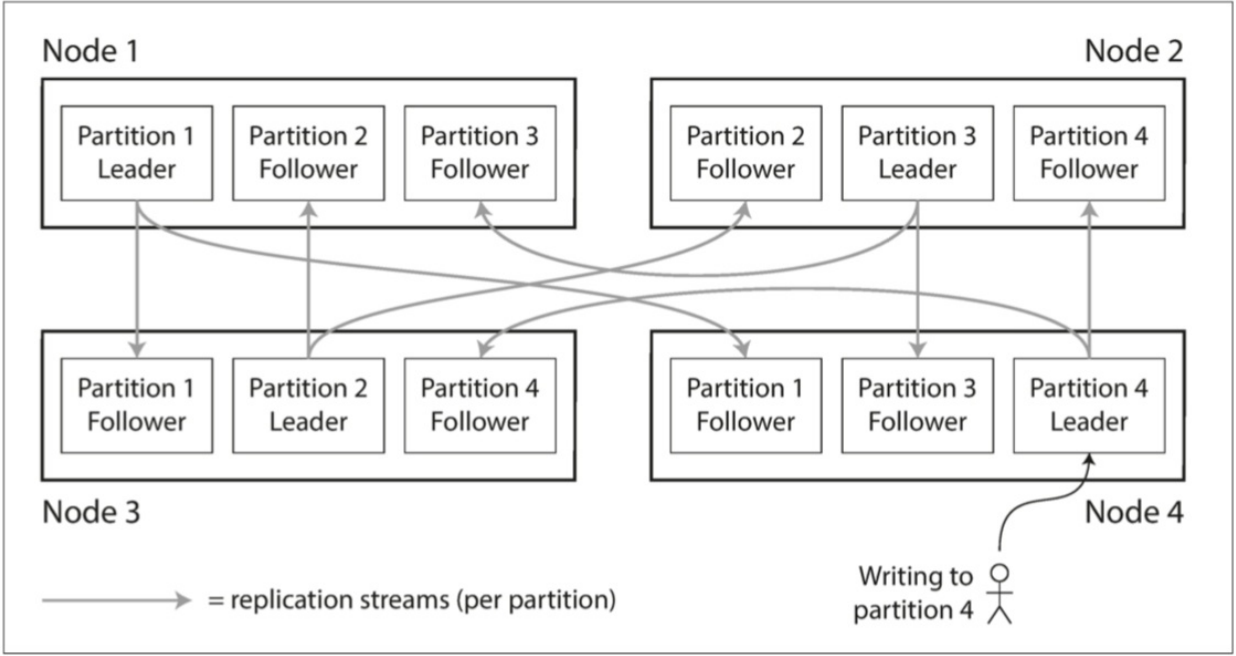 Node 1
Node 2
Partition 1
Leader
Partition 2
Follower
Partition 3
Follower
Partition 2
Follower
Partition 3
Leader
Partition 4
Follower
Partition 1
Follower
Partition 2
Leader
Partition 4
Follower
Partition 1
Follower
Partition 3
Follower
Partition 4
Leader
Node 3
Node 4
= replication streams (per partition)
Writing to
partition 4